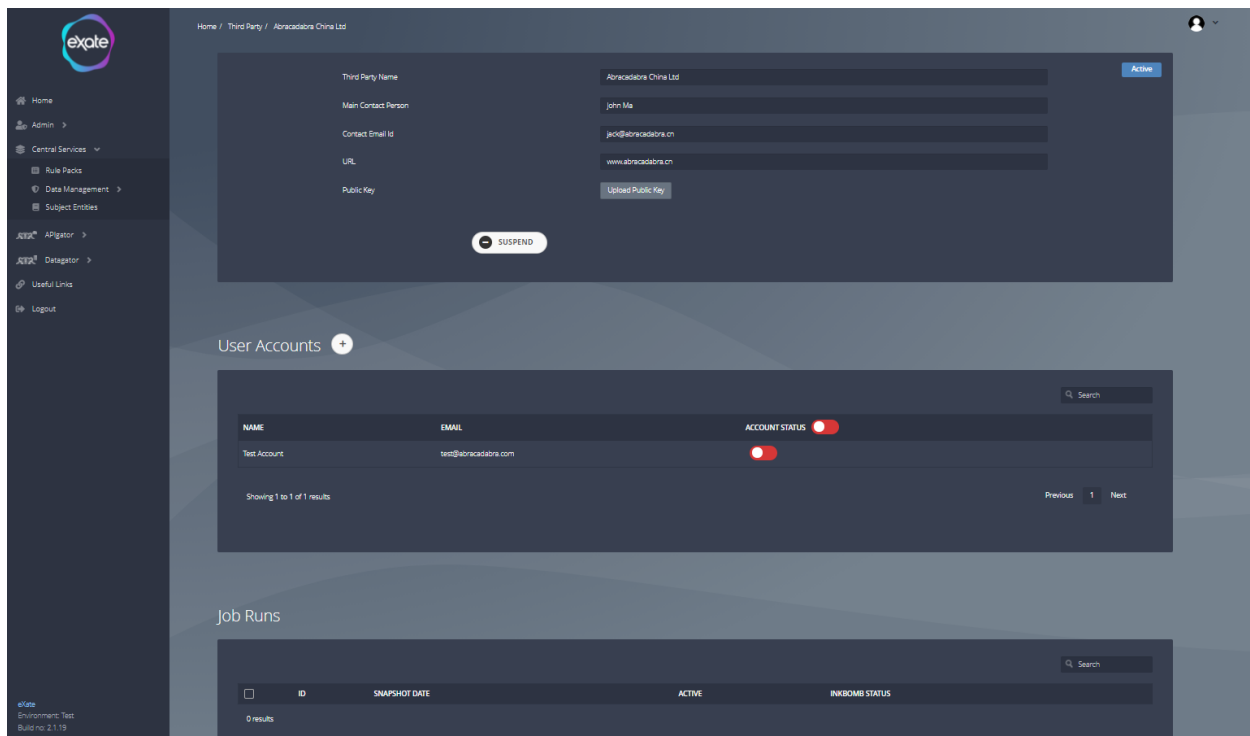 exate
Home / Third Party / Abracadabra China Ltd
Home
Admin >
Central Services
Rule Packs
Data Management >
Subject Entities
APIgator >
Datagator >
Useful Links
Logout
Third Party Name Abracadabra China Ltd Active
Main Contact Person John Ma
Contact Email Id jack@abracadabra.cn
URL www.abracadabra.cn
Public Key Upload Public Key
SUSPEND
User Accounts +
Search
NAME EMAIL ACCOUNT STATUS
Test Account test@abracadabra.com
Showing 1 to 1 of 1 results Previous 1 Next
Job Runs
Search
ID SNAPSHOT DATE ACTIVE INKBOMB STATUS
0 results
eXate
Environment: Test
Build no: 2.1.19